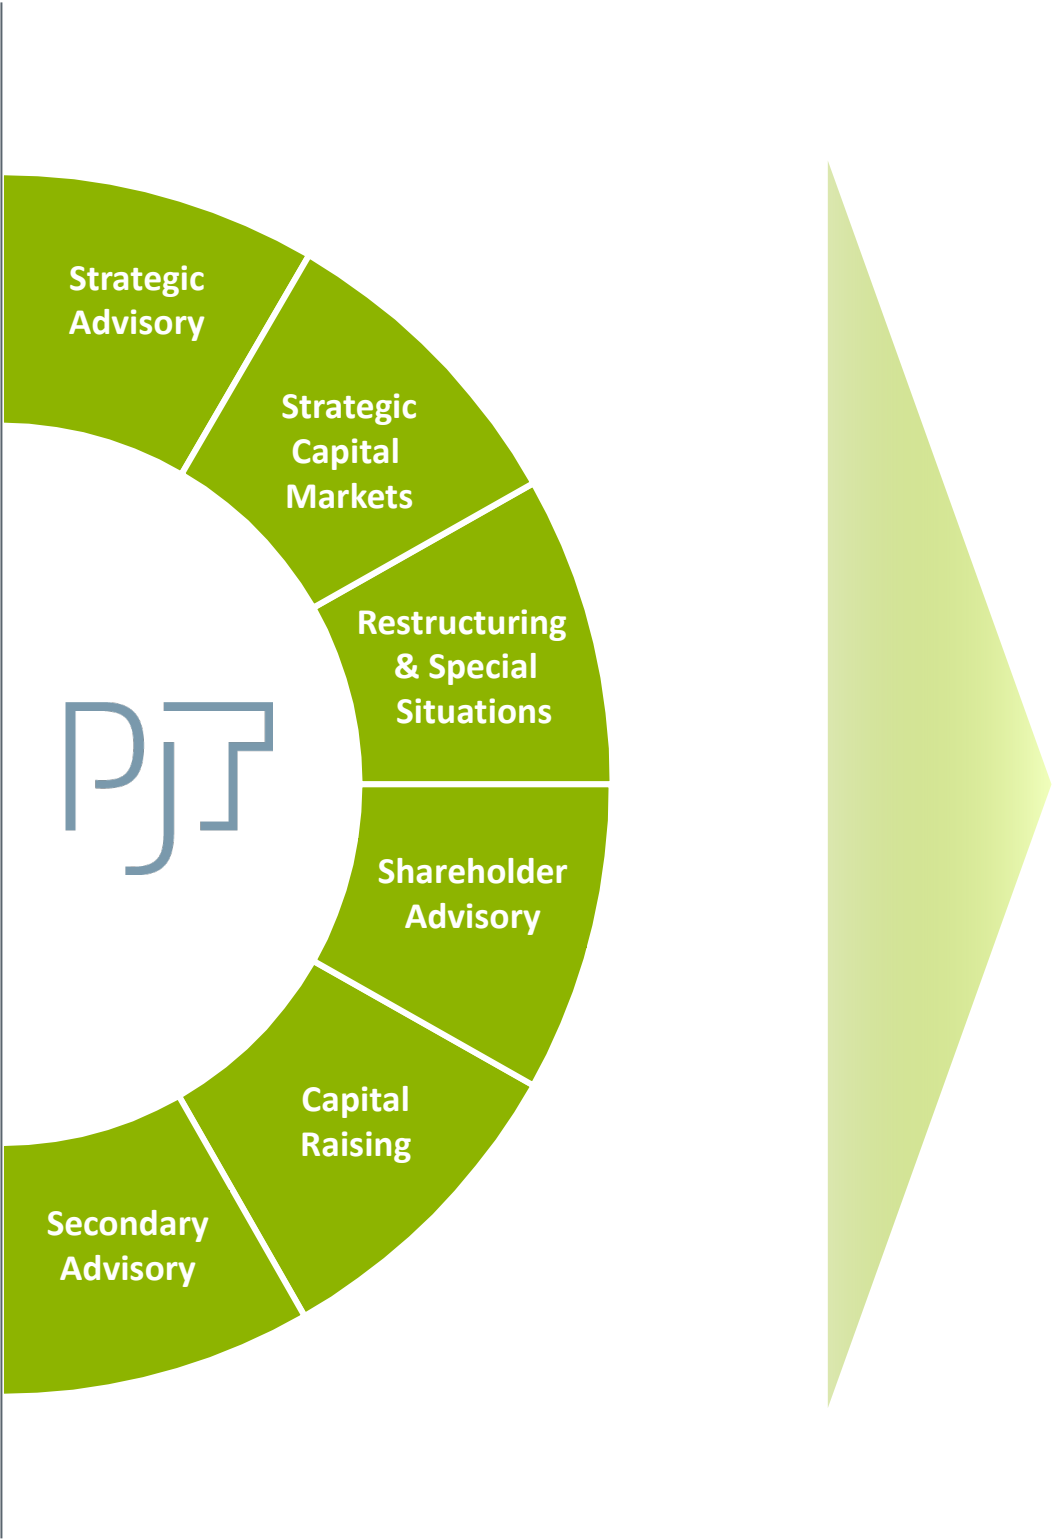 Strategic
Advisory
Strategic
Capital
Markets
Restructuring
& Special
Situations
PJT
Shareholder
Advisory
Capital
Raising
Secondary
Advisory